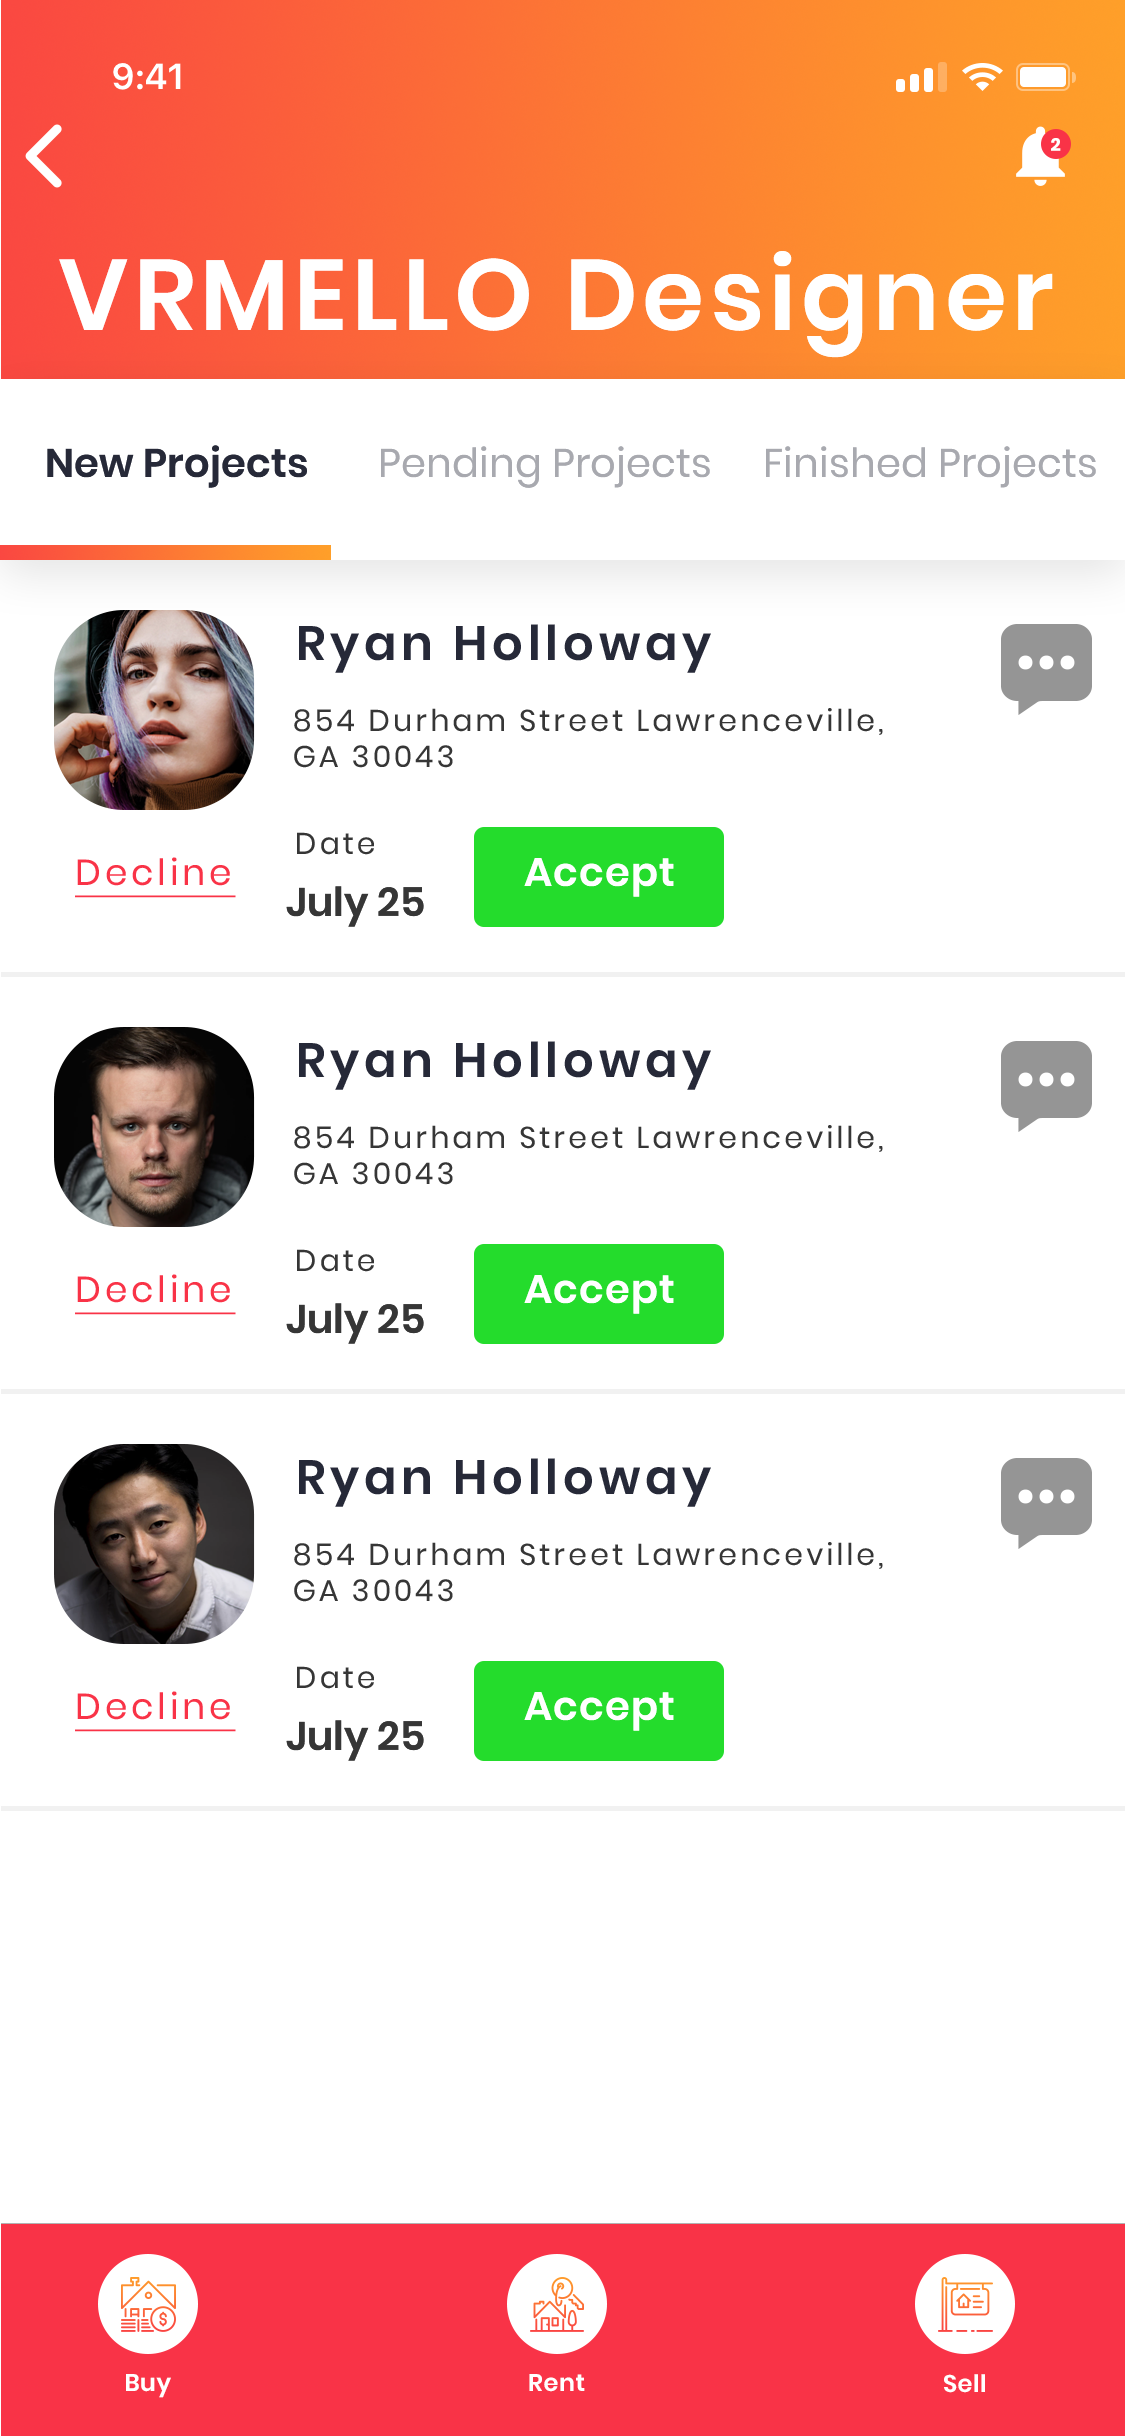 9:41
2
VRMELLO Designer
New Projects Pending Projects Finished Projects
Ryan Holloway
854 Durham Street Lawrenceville,
GA 30043
Date
Decline
Accept
July 25
Ryan Holloway
854 Durham Street Lawrenceville,
GA 30043
Date
Decline
Accept
July 25
Ryan Holloway
854 Durham Street Lawrenceville,
GA 30043
Date
Decline
Accept
July 25
Buy Rent Sell